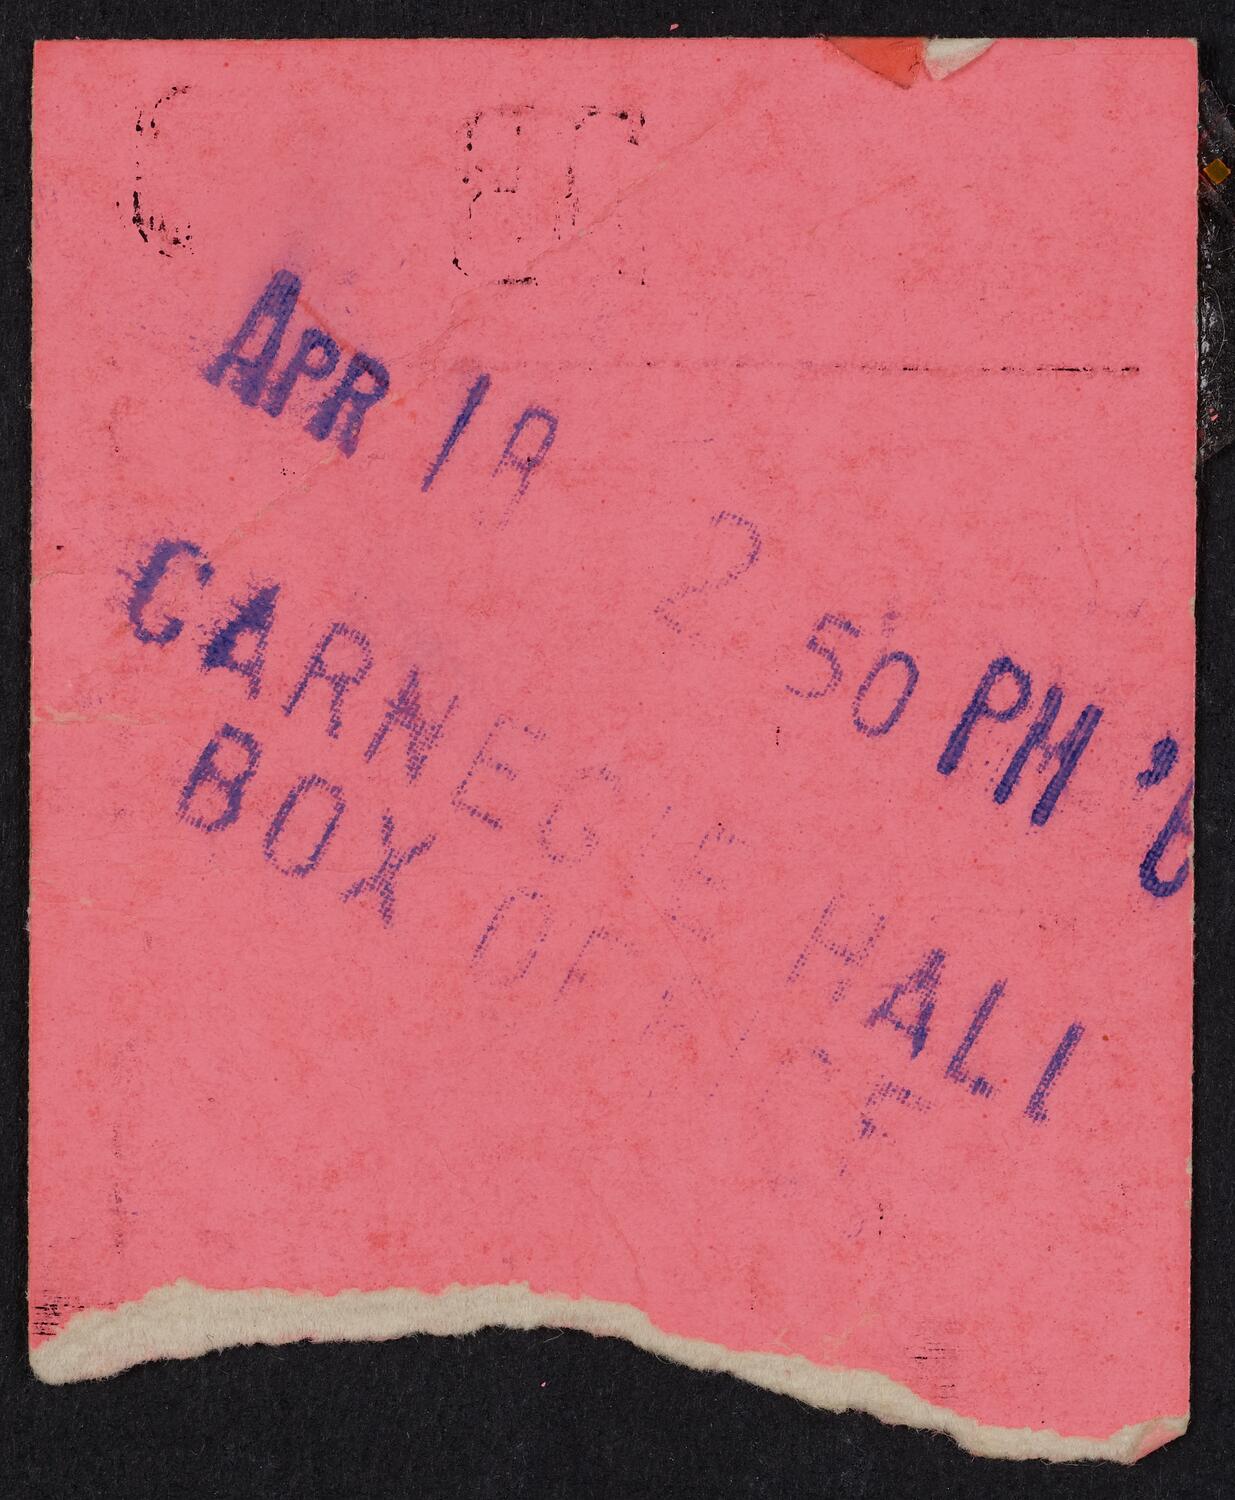 APR 19 2 50 PM '6
CARNEGIE HALL
BOX OFFICE